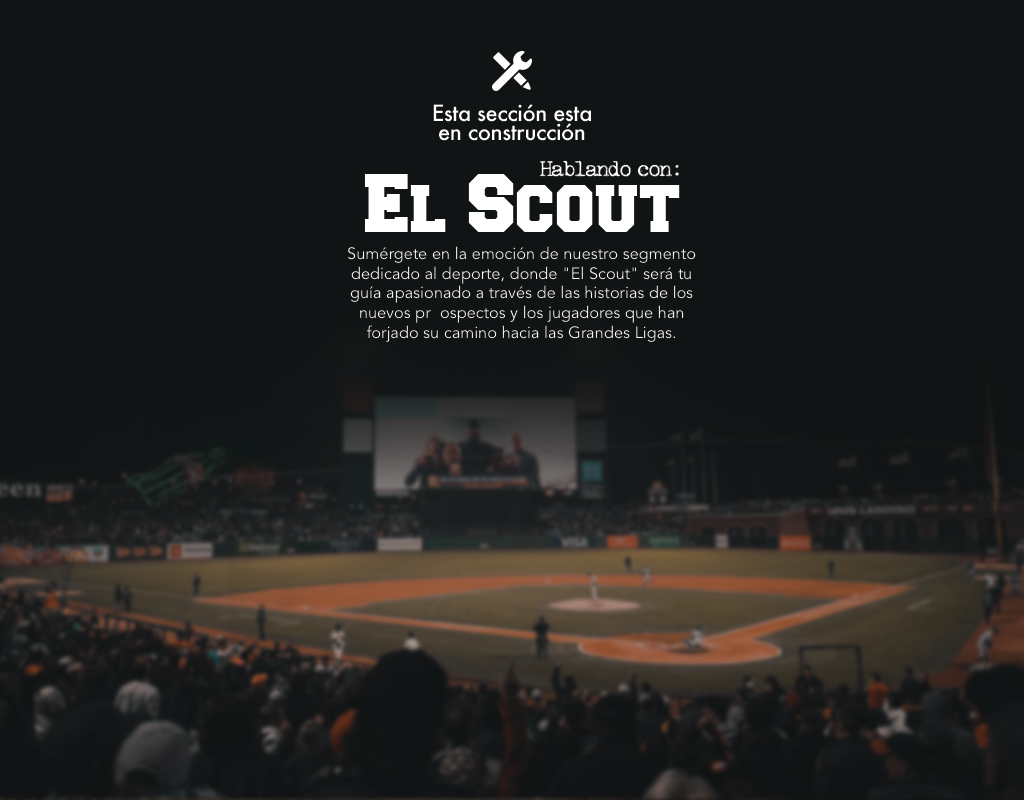 Esta sección esta
en construcción
Hablando con:
El Scout
Sumérgete en la emoción de nuestro segmento
dedicado al deporte, donde "El Scout" será tu
guía apasionado a través de las historias de los
nuevos pr ospectos y los jugadores que han
forjado su camino hacia las Grandes Ligas.
een
VISA